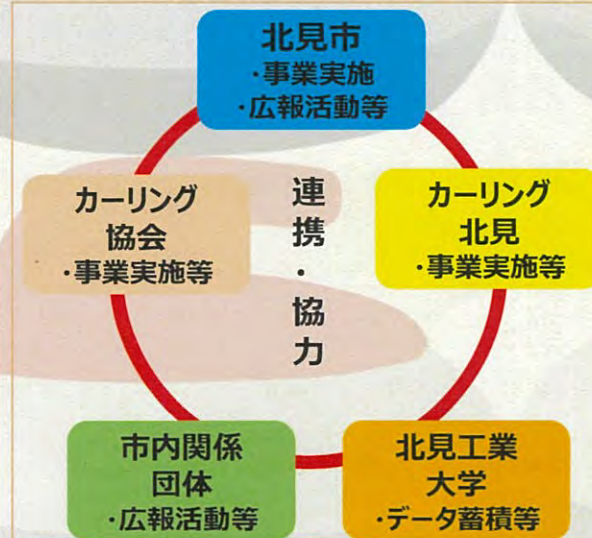 北見市
・事業実施
・広報活動等
カーリング
協会
・事業実施等
連携・協力
カーリング
北見
・事業実施等
市内関係
団体
・広報活動等
北見工業
大学
・データ蓄積等